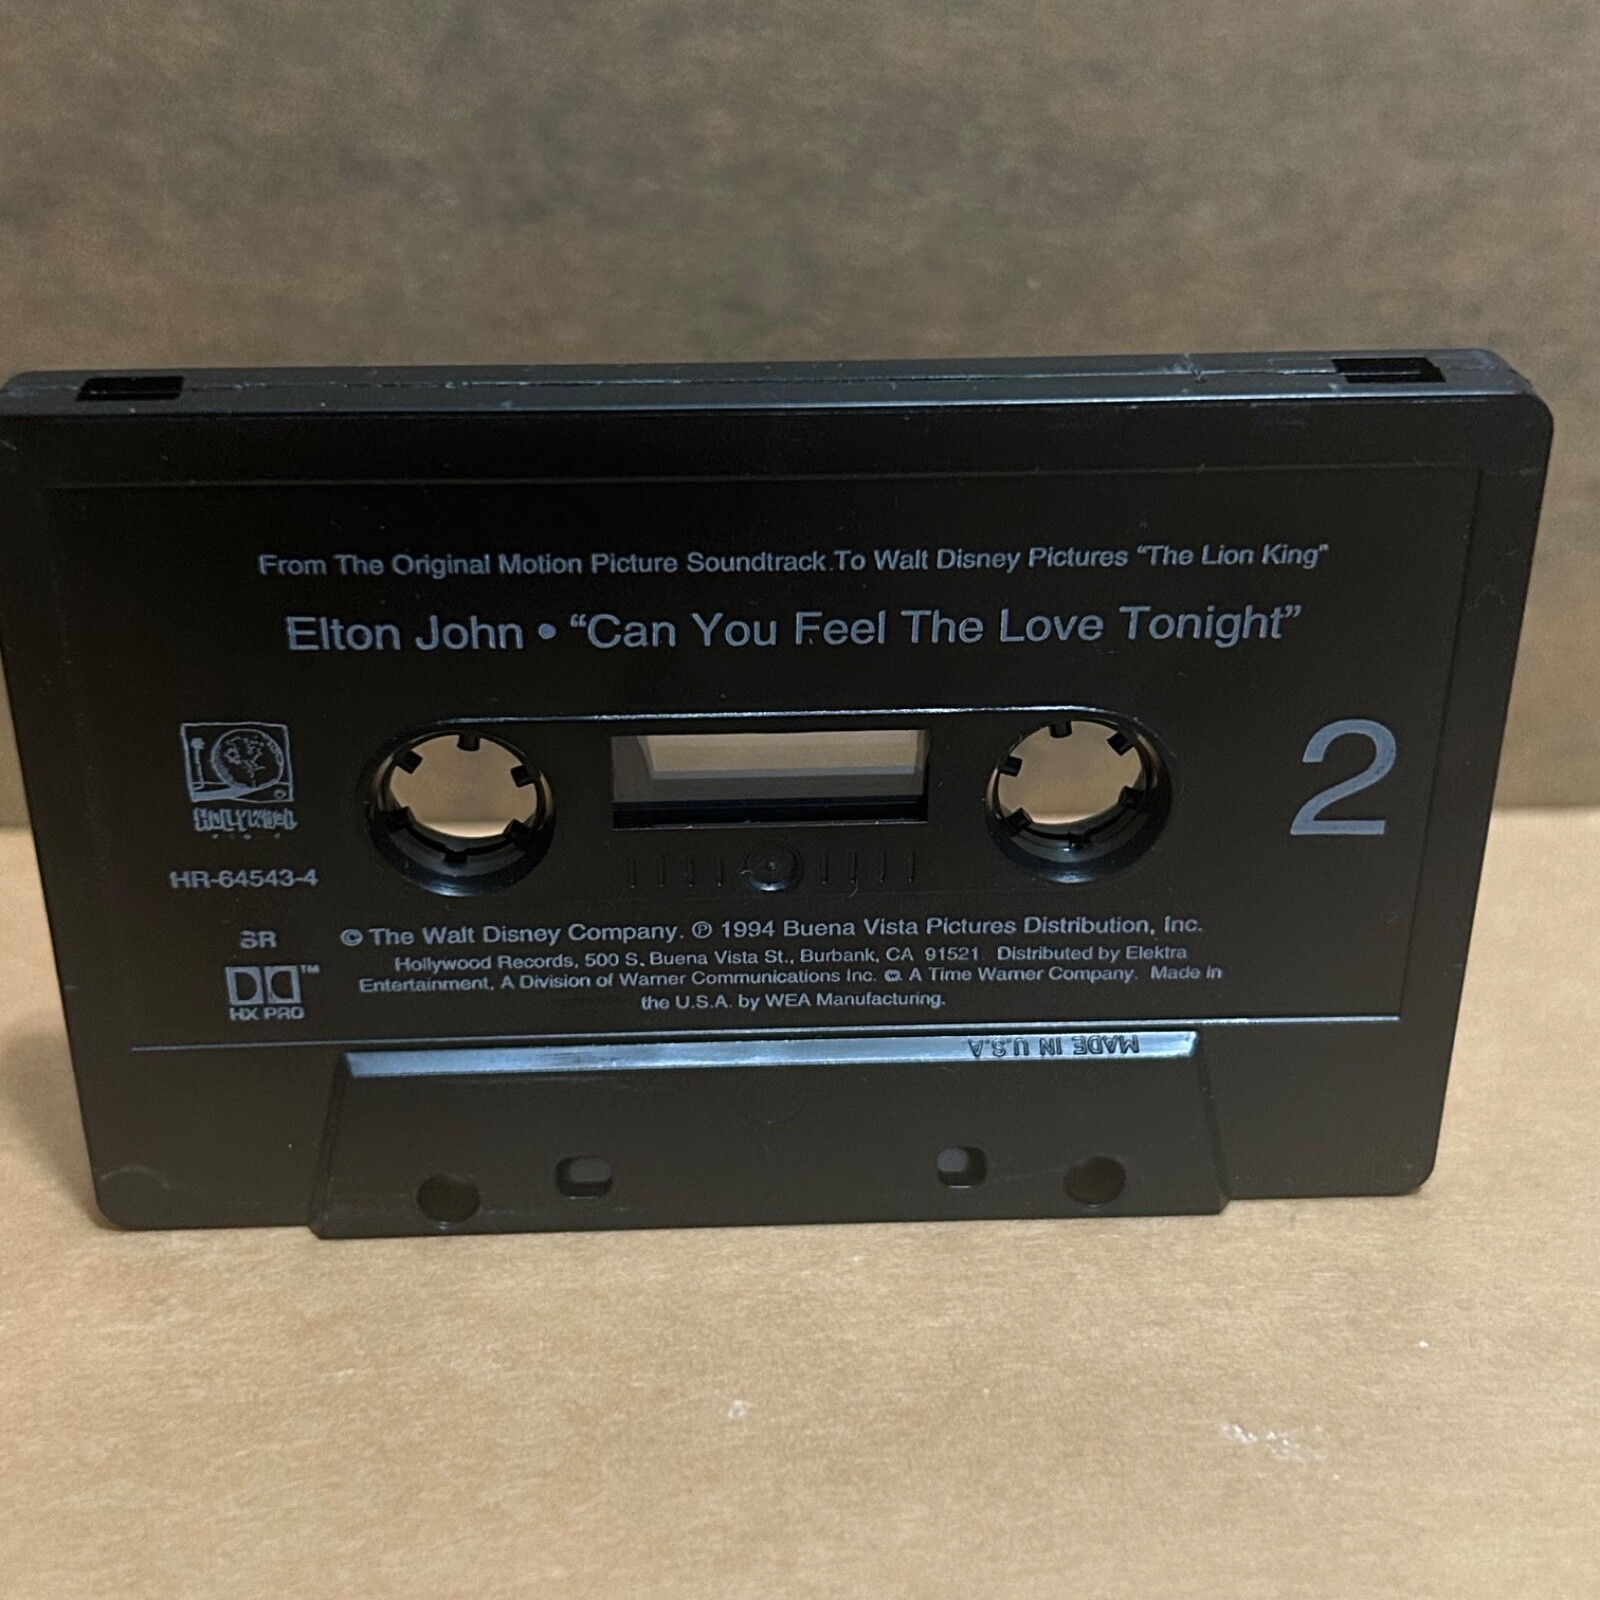 From The Original Motion Picture Soundtrack To Walt Disney Pictures “The Lion King”
Elton John • “Can You Feel The Love Tonight”
HOLLYWOOD
2
HR-64543-4
SR
DD™
HX PRO
© The Walt Disney Company. ℗ 1994 Buena Vista Pictures Distribution, Inc.
Hollywood Records, 500 S. Buena Vista St., Burbank, CA 91521 Distributed by Elektra
Entertainment, A Division of Warner Communications Inc. A Time Warner Company. Made in
the U.S.A. by WEA Manufacturing.
MADE IN U.S.A